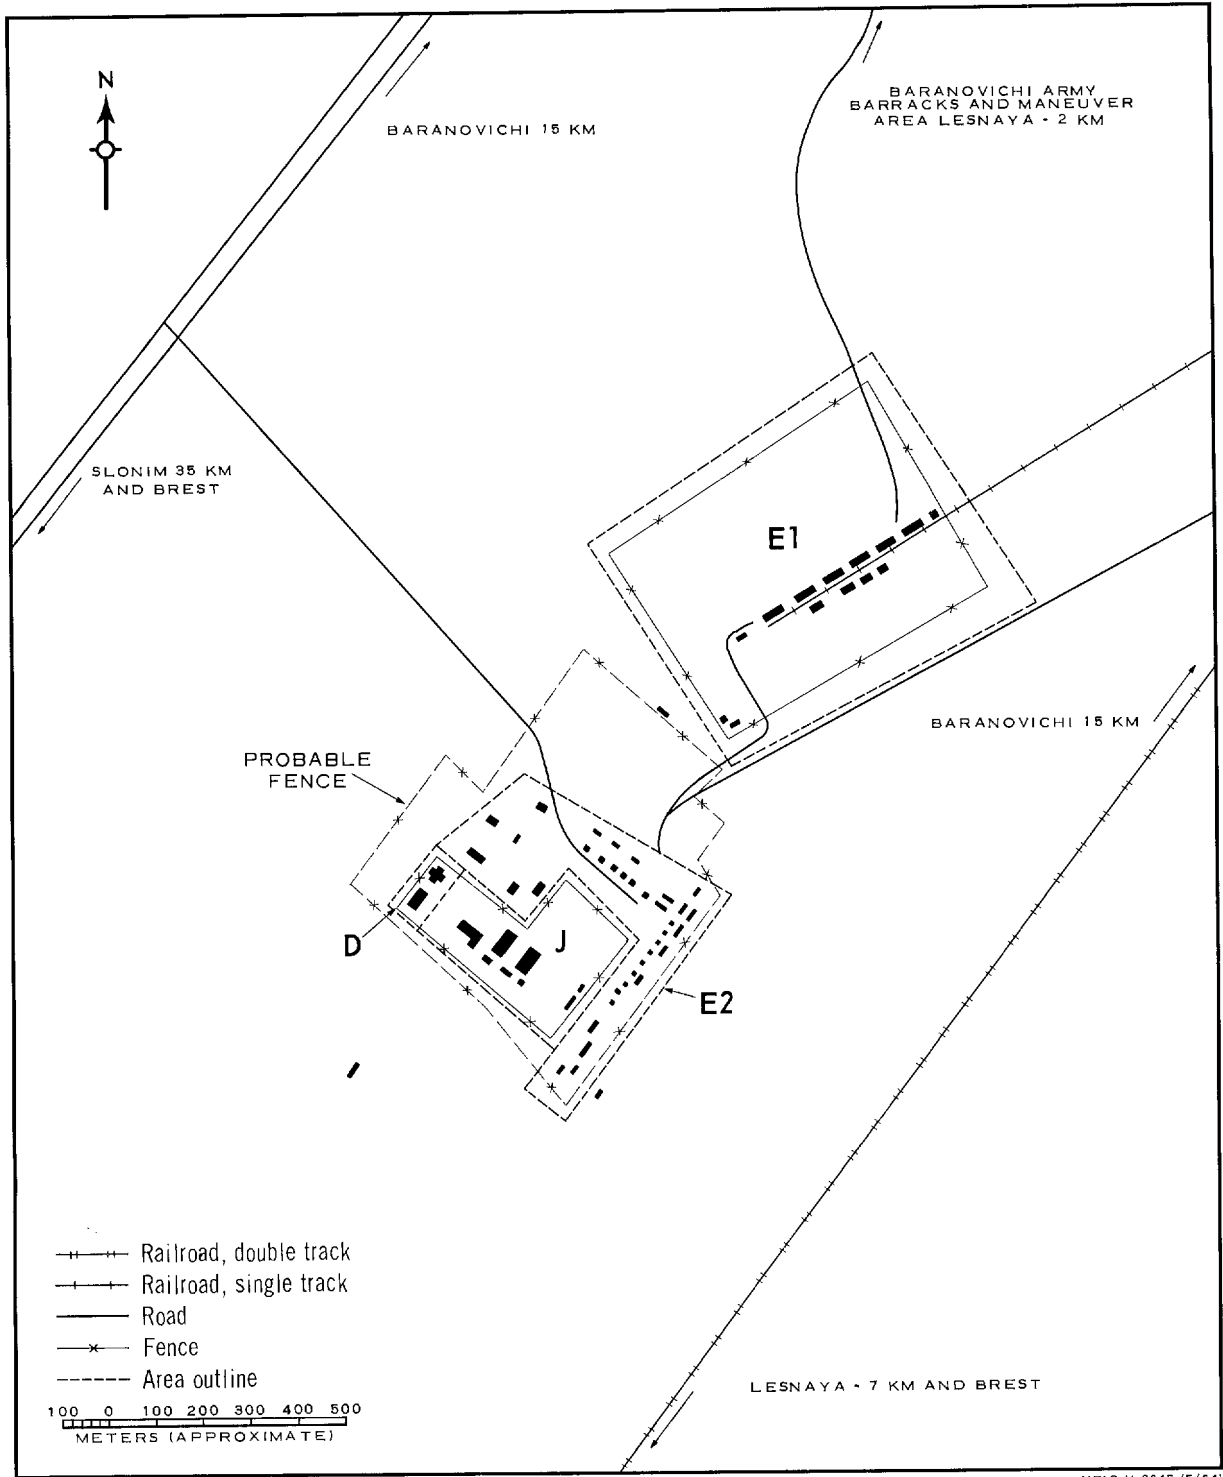 N
BARANOVICHI 15 KM
BARANOVICHI ARMY
BARRACKS AND MANEUVER
AREA LESNAYA - 2 KM
SLONIM 35 KM
AND BREST
E1
BARANOVICHI 15 KM
PROBABLE
FENCE
D
J
E2
Railroad, double track
Railroad, single track
Road
Fence
Area outline
100 0 100 200 300 400 500
METERS (APPROXIMATE)
LESNAYA - 7 KM AND BREST